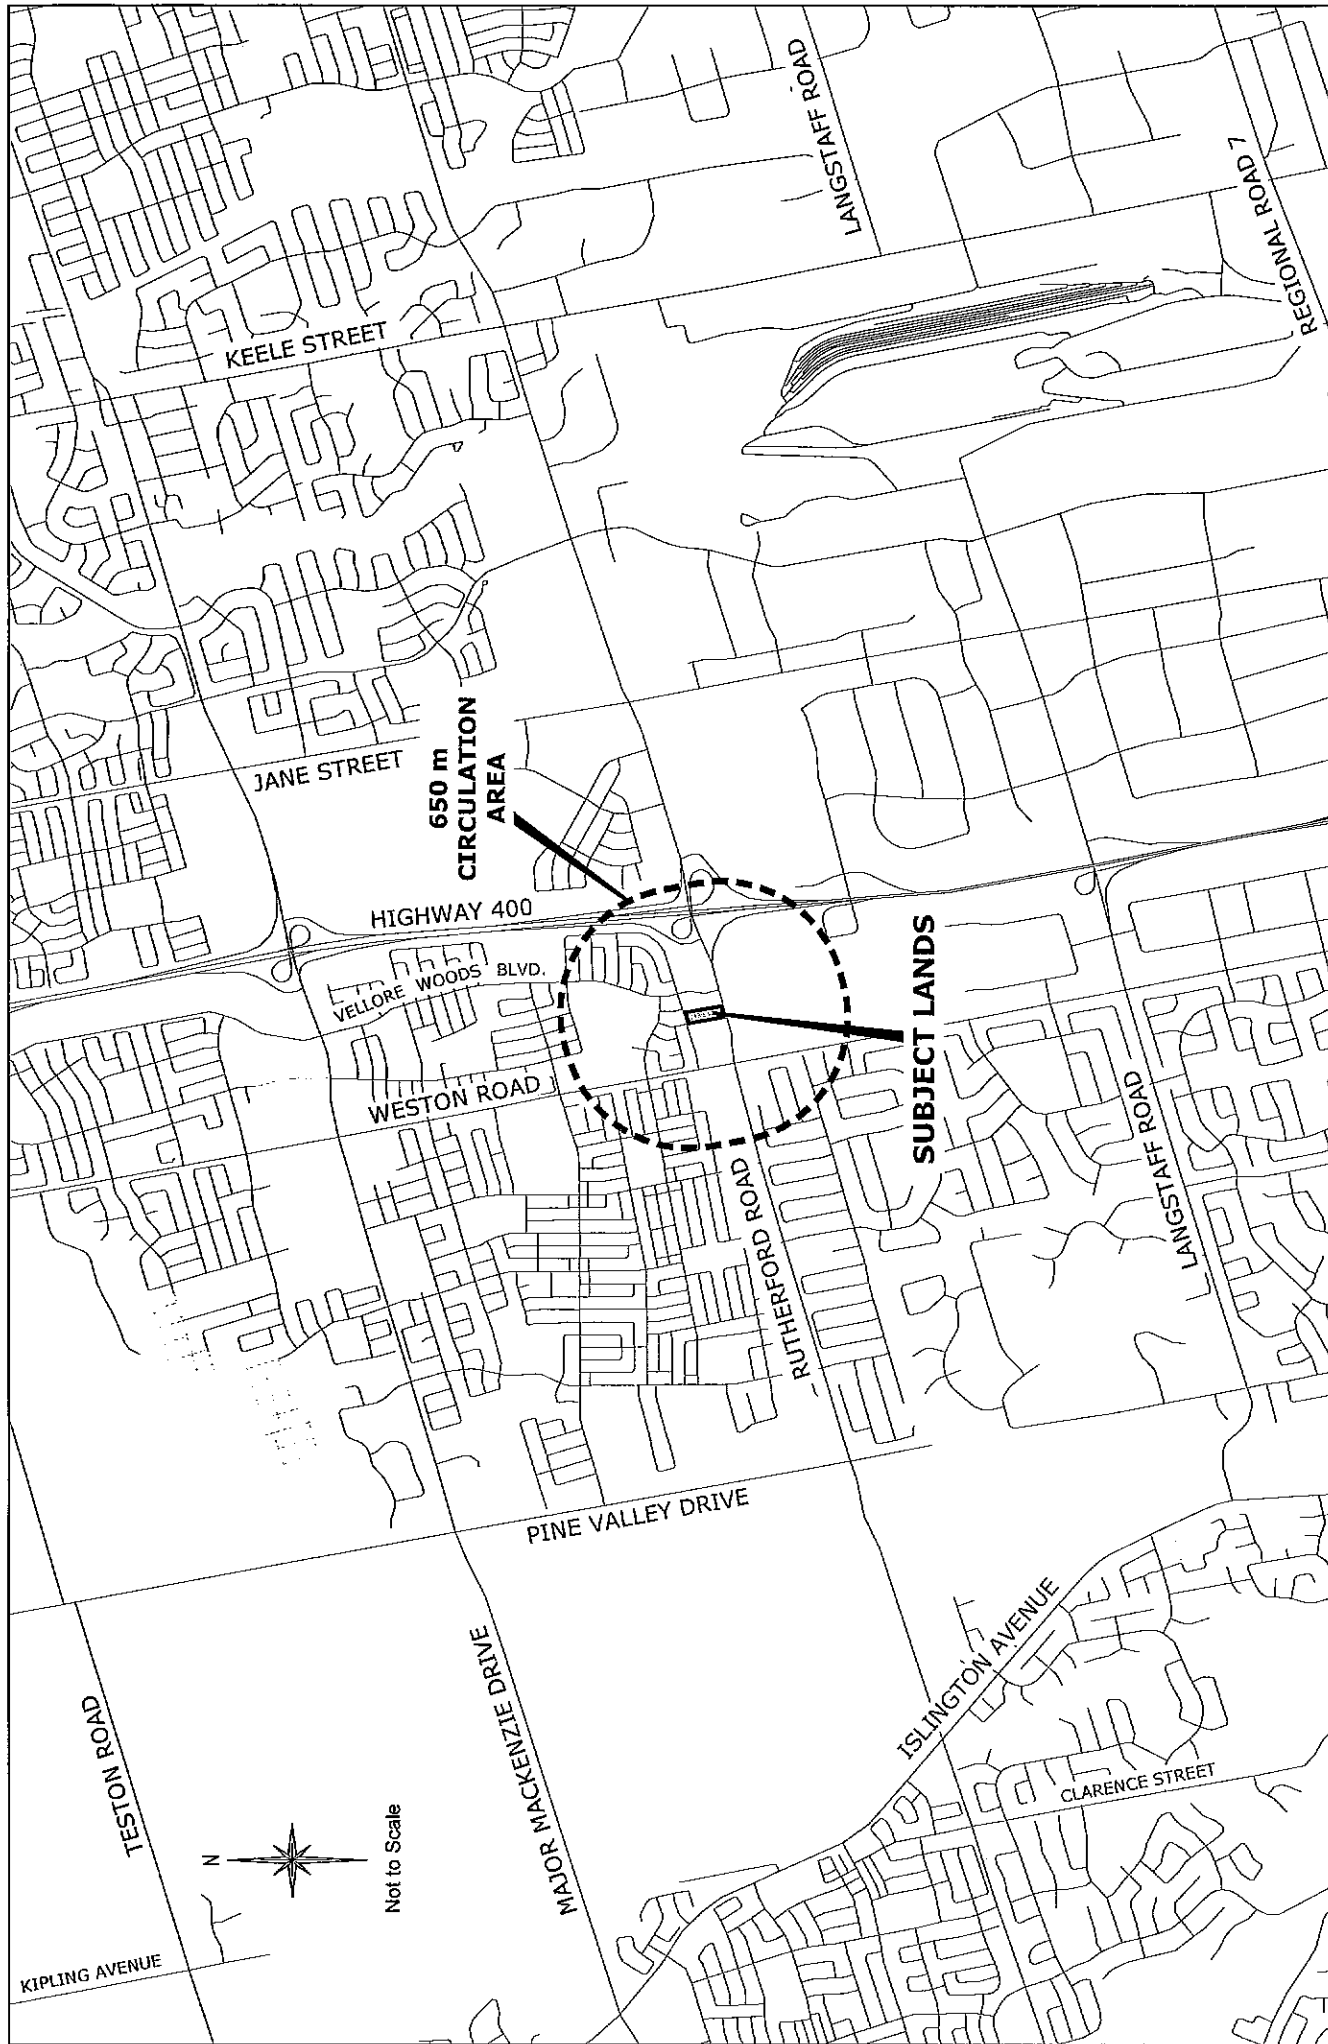 KIPLING AVENUE
TESTON ROAD
N
Not to Scale
MAJOR MACKENZIE DRIVE
PINE VALLEY DRIVE
ISLINGTON AVENUE
CLARENCE STREET
RUTHERFORD ROAD
LANGSTAFF ROAD
WESTON ROAD
VELLORE WOODS BLVD.
HIGHWAY 400
SUBJECT LANDS
650 m
CIRCULATION
AREA
JANE STREET
KEELE STREET
LANGSTAFF ROAD
REGIONAL ROAD 7